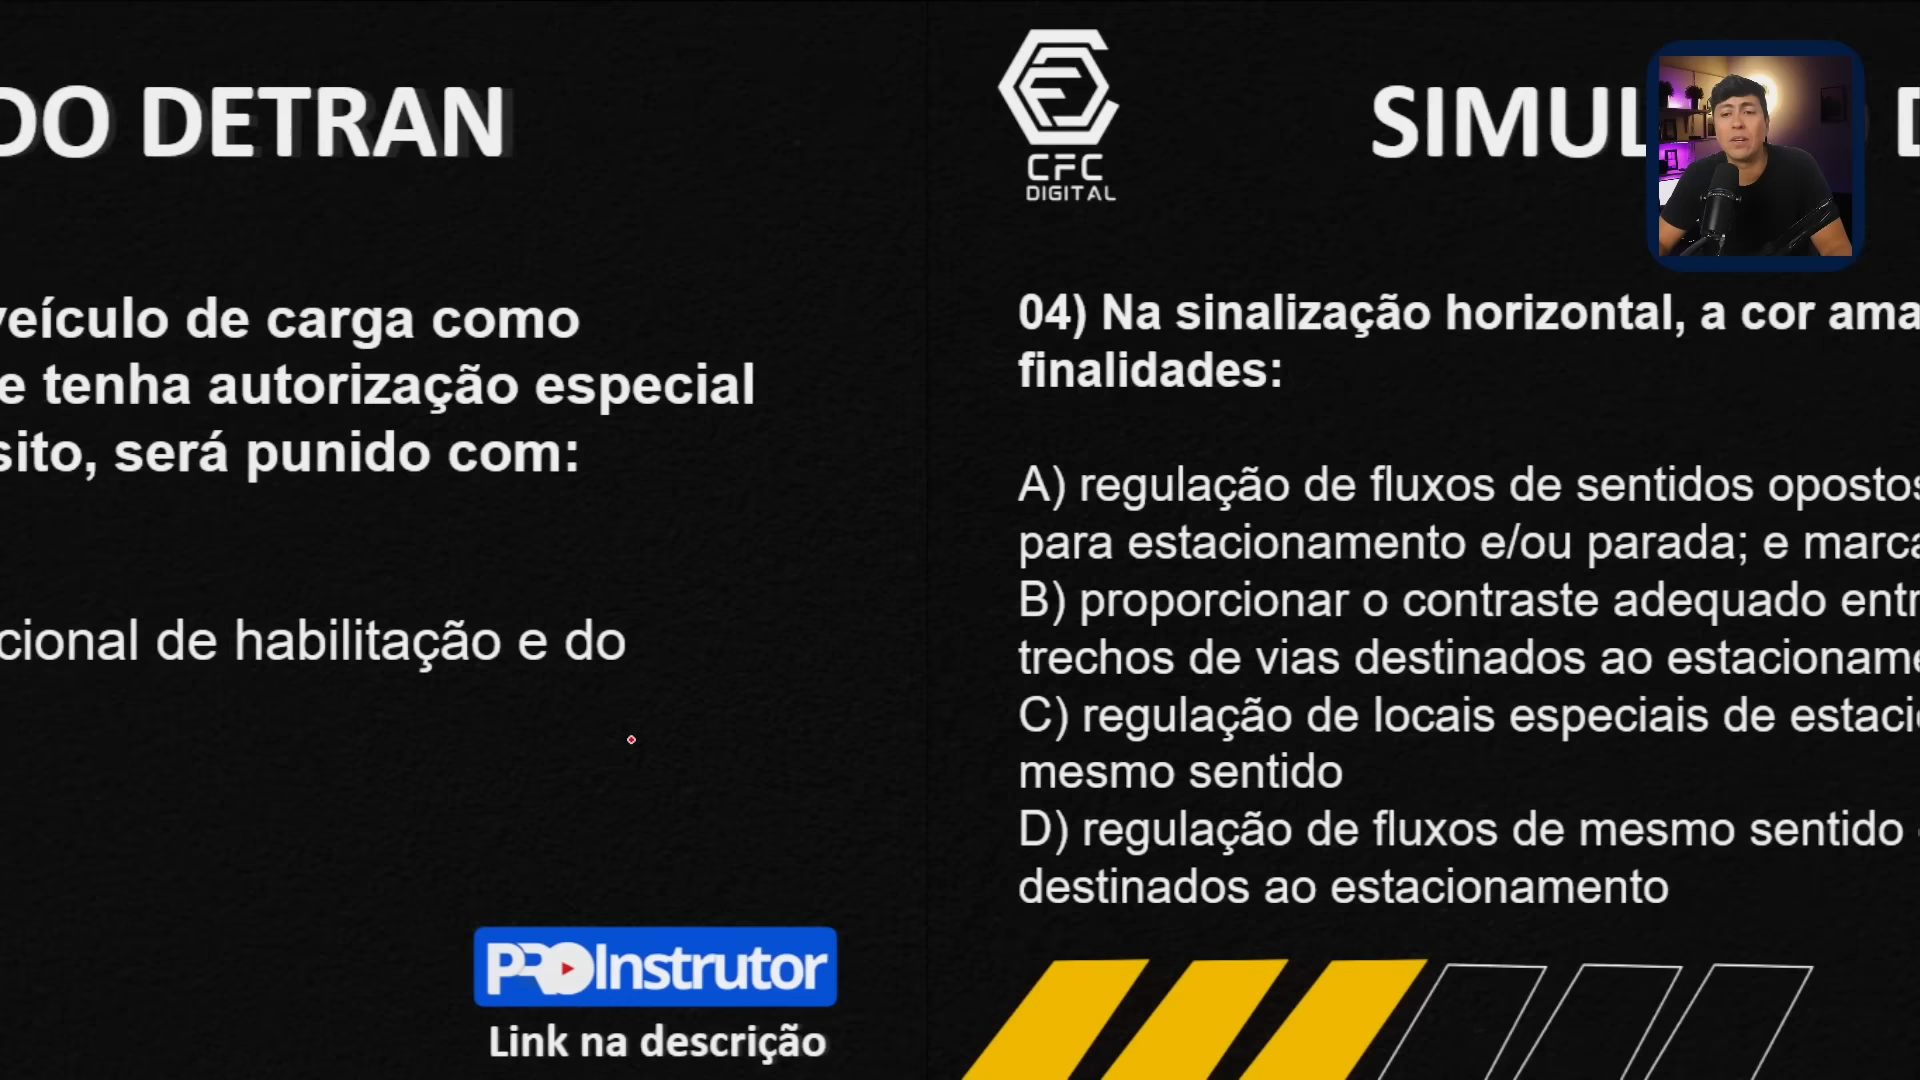 DO DETRAN
veículo de carga como
e tenha autorização especial
sito, será punido com:
cional de habilitação e do
PROInstrutor
Link na descrição
CFC
DIGITAL
SIMUL
04) Na sinalização horizontal, a cor ama
finalidades:
A) regulação de fluxos de sentidos opostos
para estacionamento e/ou parada; e marca
B) proporcionar o contraste adequado entr
trechos de vias destinados ao estacioname
C) regulação de locais especiais de estaci
mesmo sentido
D) regulação de fluxos de mesmo sentido
destinados ao estacionamento